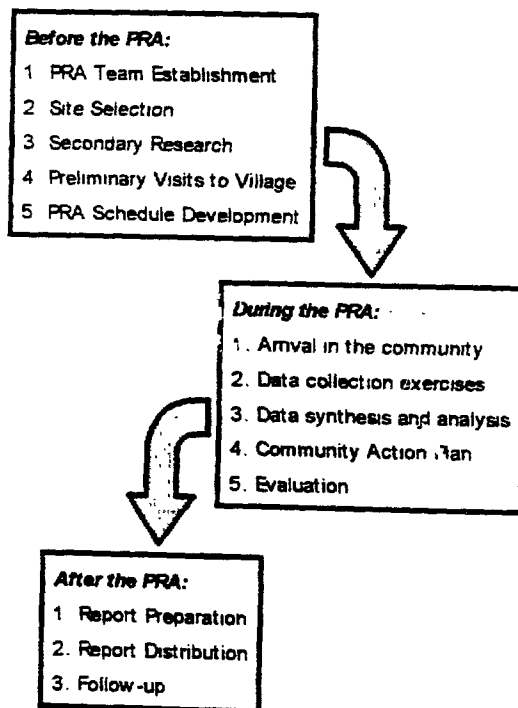 Before the PRA:
1 PRA Team Establishment
2 Site Selection
3 Secondary Research
4 Preliminary Visits to Village
5 PRA Schedule Development
During the PRA:
1. Arrival in the community
2. Data collection exercises
3. Data synthesis and analysis
4. Community Action Plan
5. Evaluation
After the PRA:
1 Report Preparation
2. Report Distribution
3. Follow-up